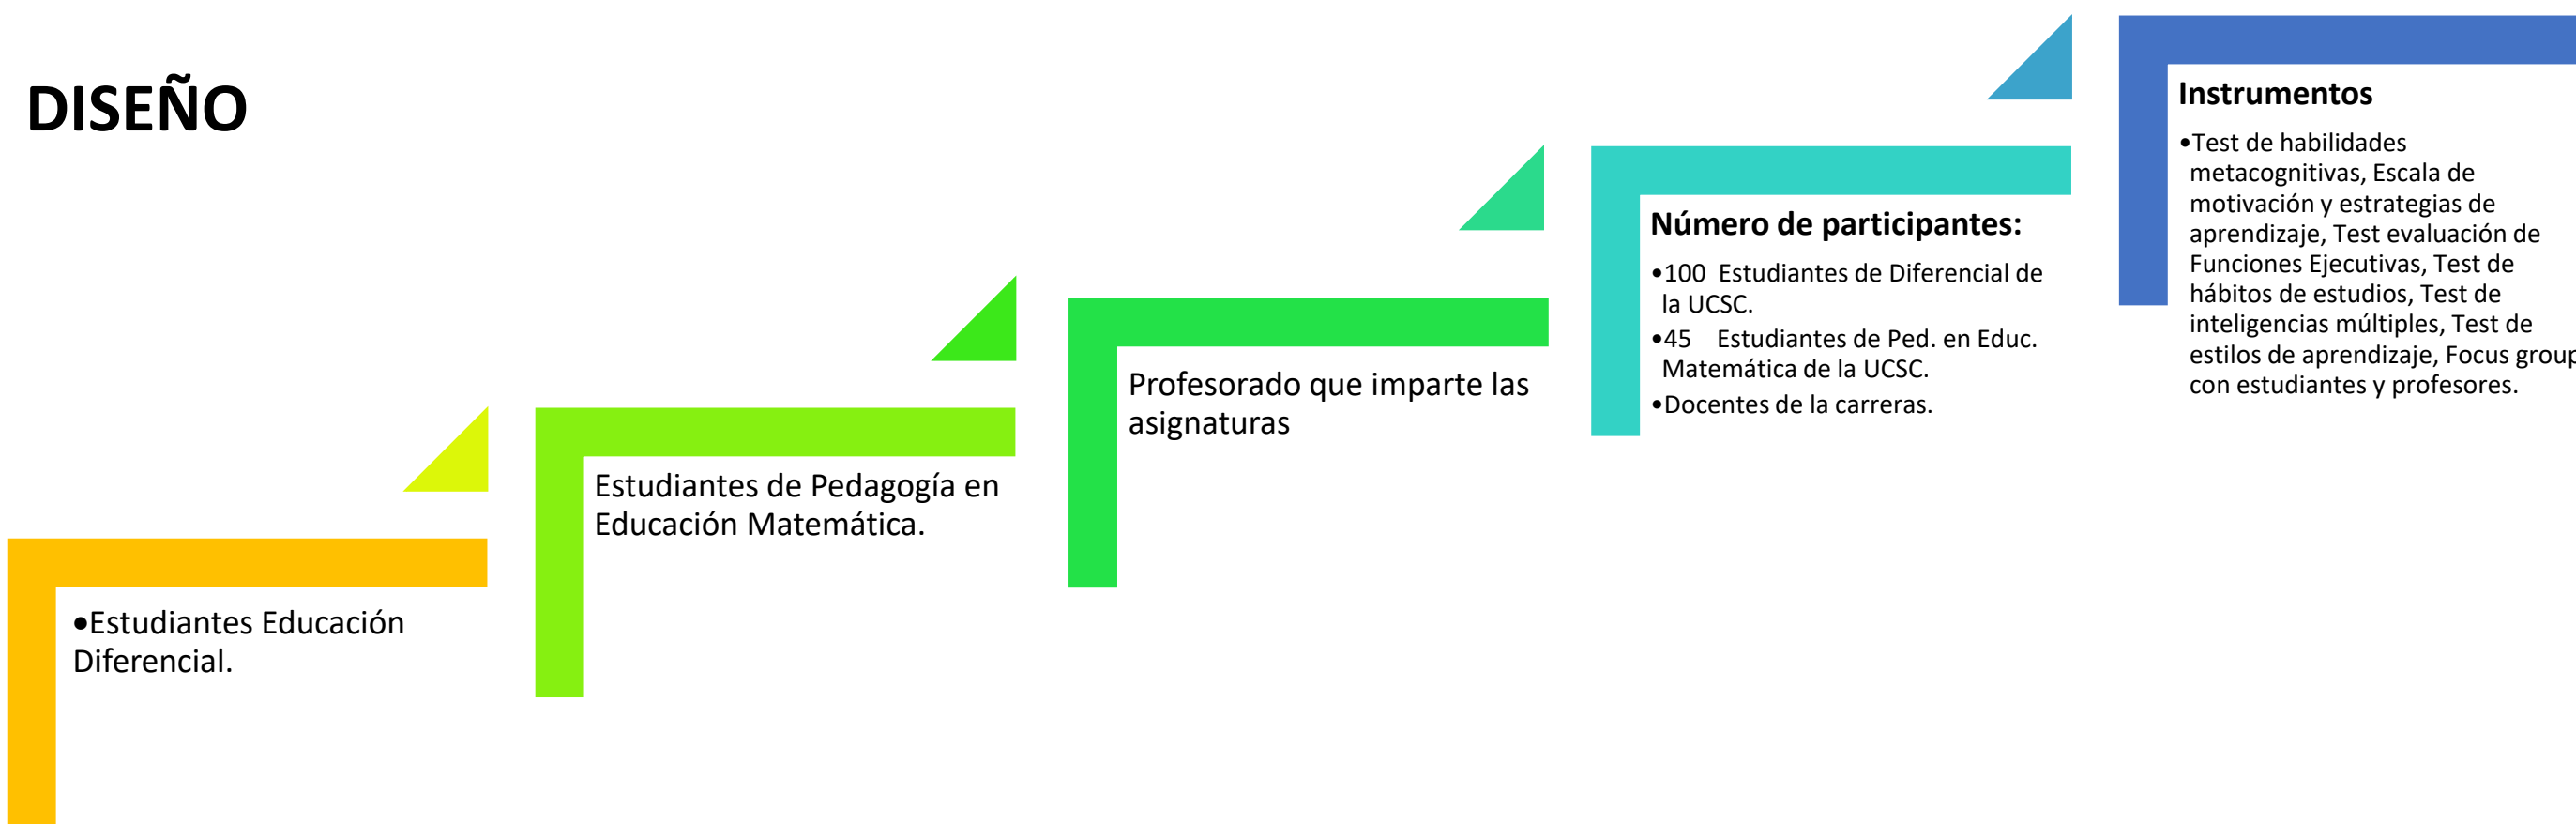 DISEÑO
•Estudiantes Educación
Diferencial.
Estudiantes de Pedagogía en
Educación Matemática.
Profesorado que imparte las
asignaturas
Número de participantes:
•100 Estudiantes de Diferencial de
la UCSC.
•45 Estudiantes de Ped. en Educ.
Matemática de la UCSC.
•Docentes de la carreras.
Instrumentos
•Test de habilidades
metacognitivas, Escala de
motivación y estrategias de
aprendizaje, Test evaluación de
Funciones Ejecutivas, Test de
hábitos de estudios, Test de
inteligencias múltiples, Test de
estilos de aprendizaje, Focus group
con estudiantes y profesores.